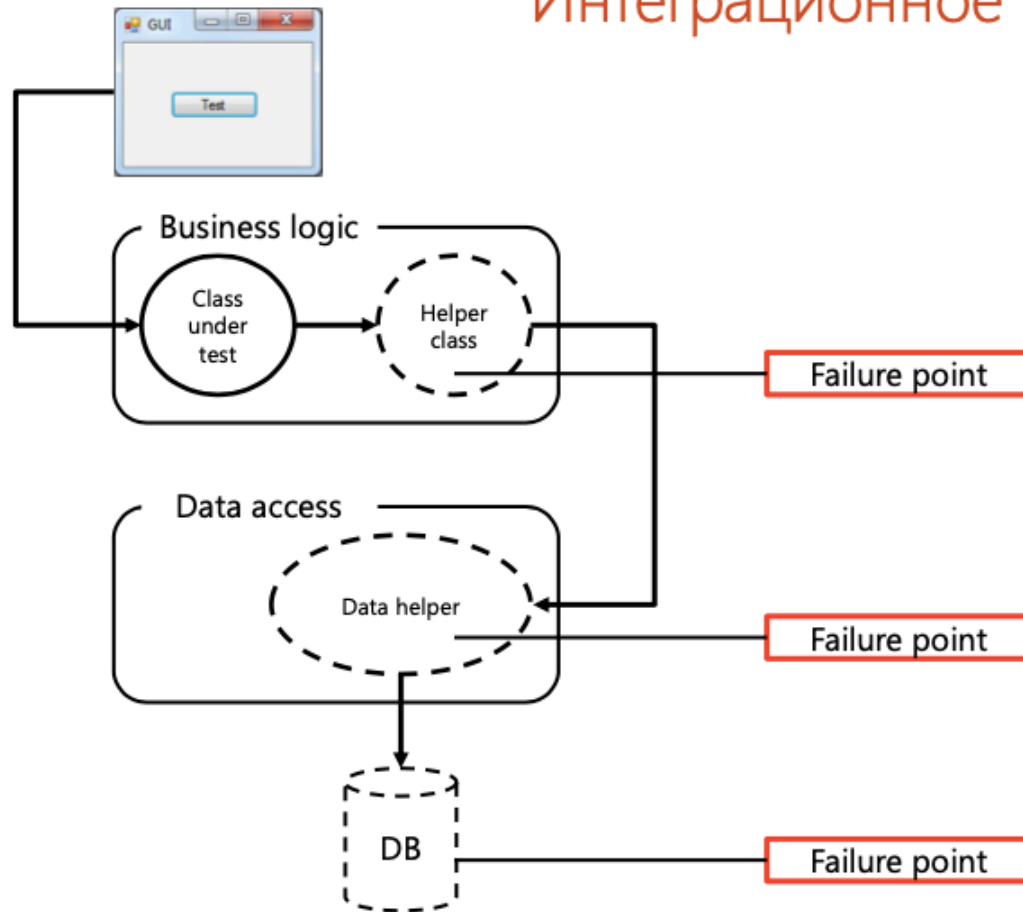 Интеграционное
GUI
Test
Business logic
Class
under
test
Helper
class
Failure point
Data access
Data helper
Failure point
DB
Failure point